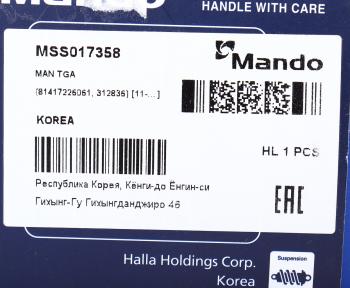 Mando
HANDLE WITH CARE
MSS017358
Mando
MAN TGA
(81417226061, 312836) [11-...]
KOREA
HL 1 PCS
Республика Корея, Кёнги-до Ёнгин-си
Гихынг-Гу Гихынгданджиро 46
EAC
Halla Holdings Corp.
Korea
Suspension